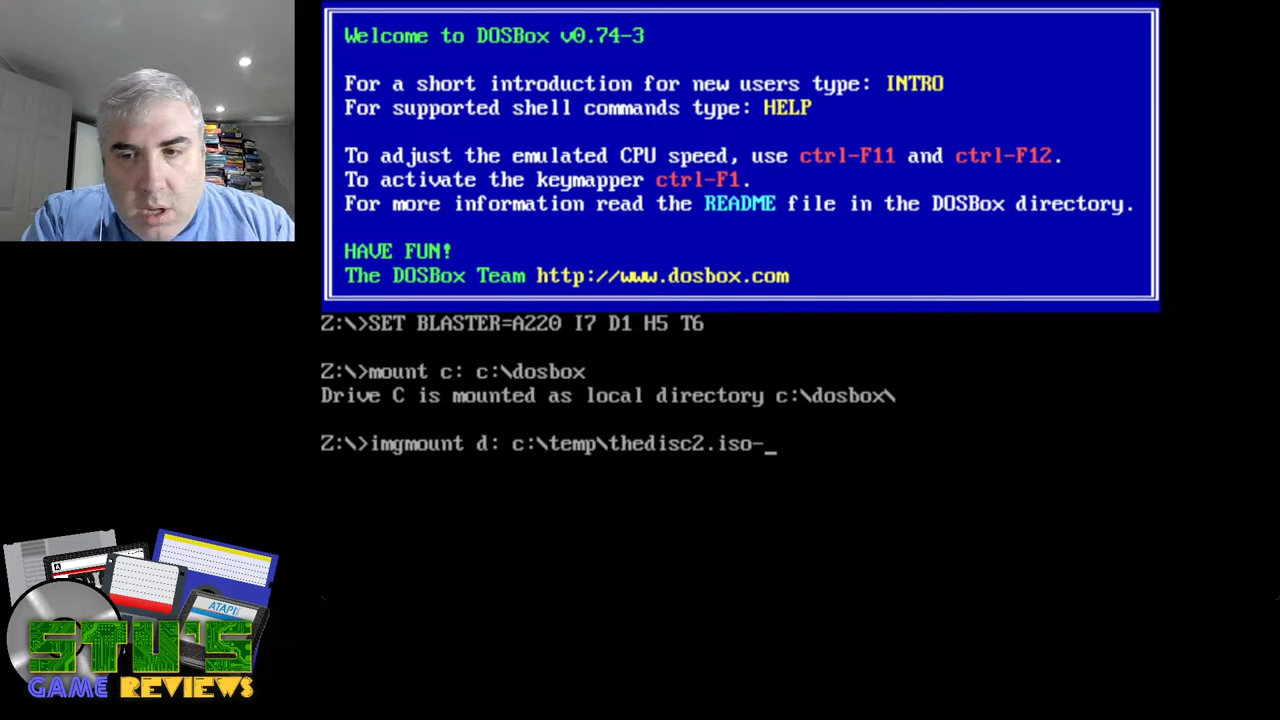 Welcome to DOSBox v0.74-3
For a short introduction for new users type: INTRO
For supported shell commands type: HELP
To adjust the emulated CPU speed, use ctrl-F11 and ctrl-F12.
To activate the keymapper ctrl-F1.
For more information read the README file in the DOSBox directory.
HAVE FUN!
The DOSBox Team http://www.dosbox.com
Z:\>SET BLASTER=A220 I7 D1 H5 T6
Z:\>mount c: c:\dosbox
Drive C is mounted as local directory c:\dosbox\
Z:\>imgmount d: c:\temp\thedisc2.iso-_
A
ATAPI
STU'S
GAME REVIEWS